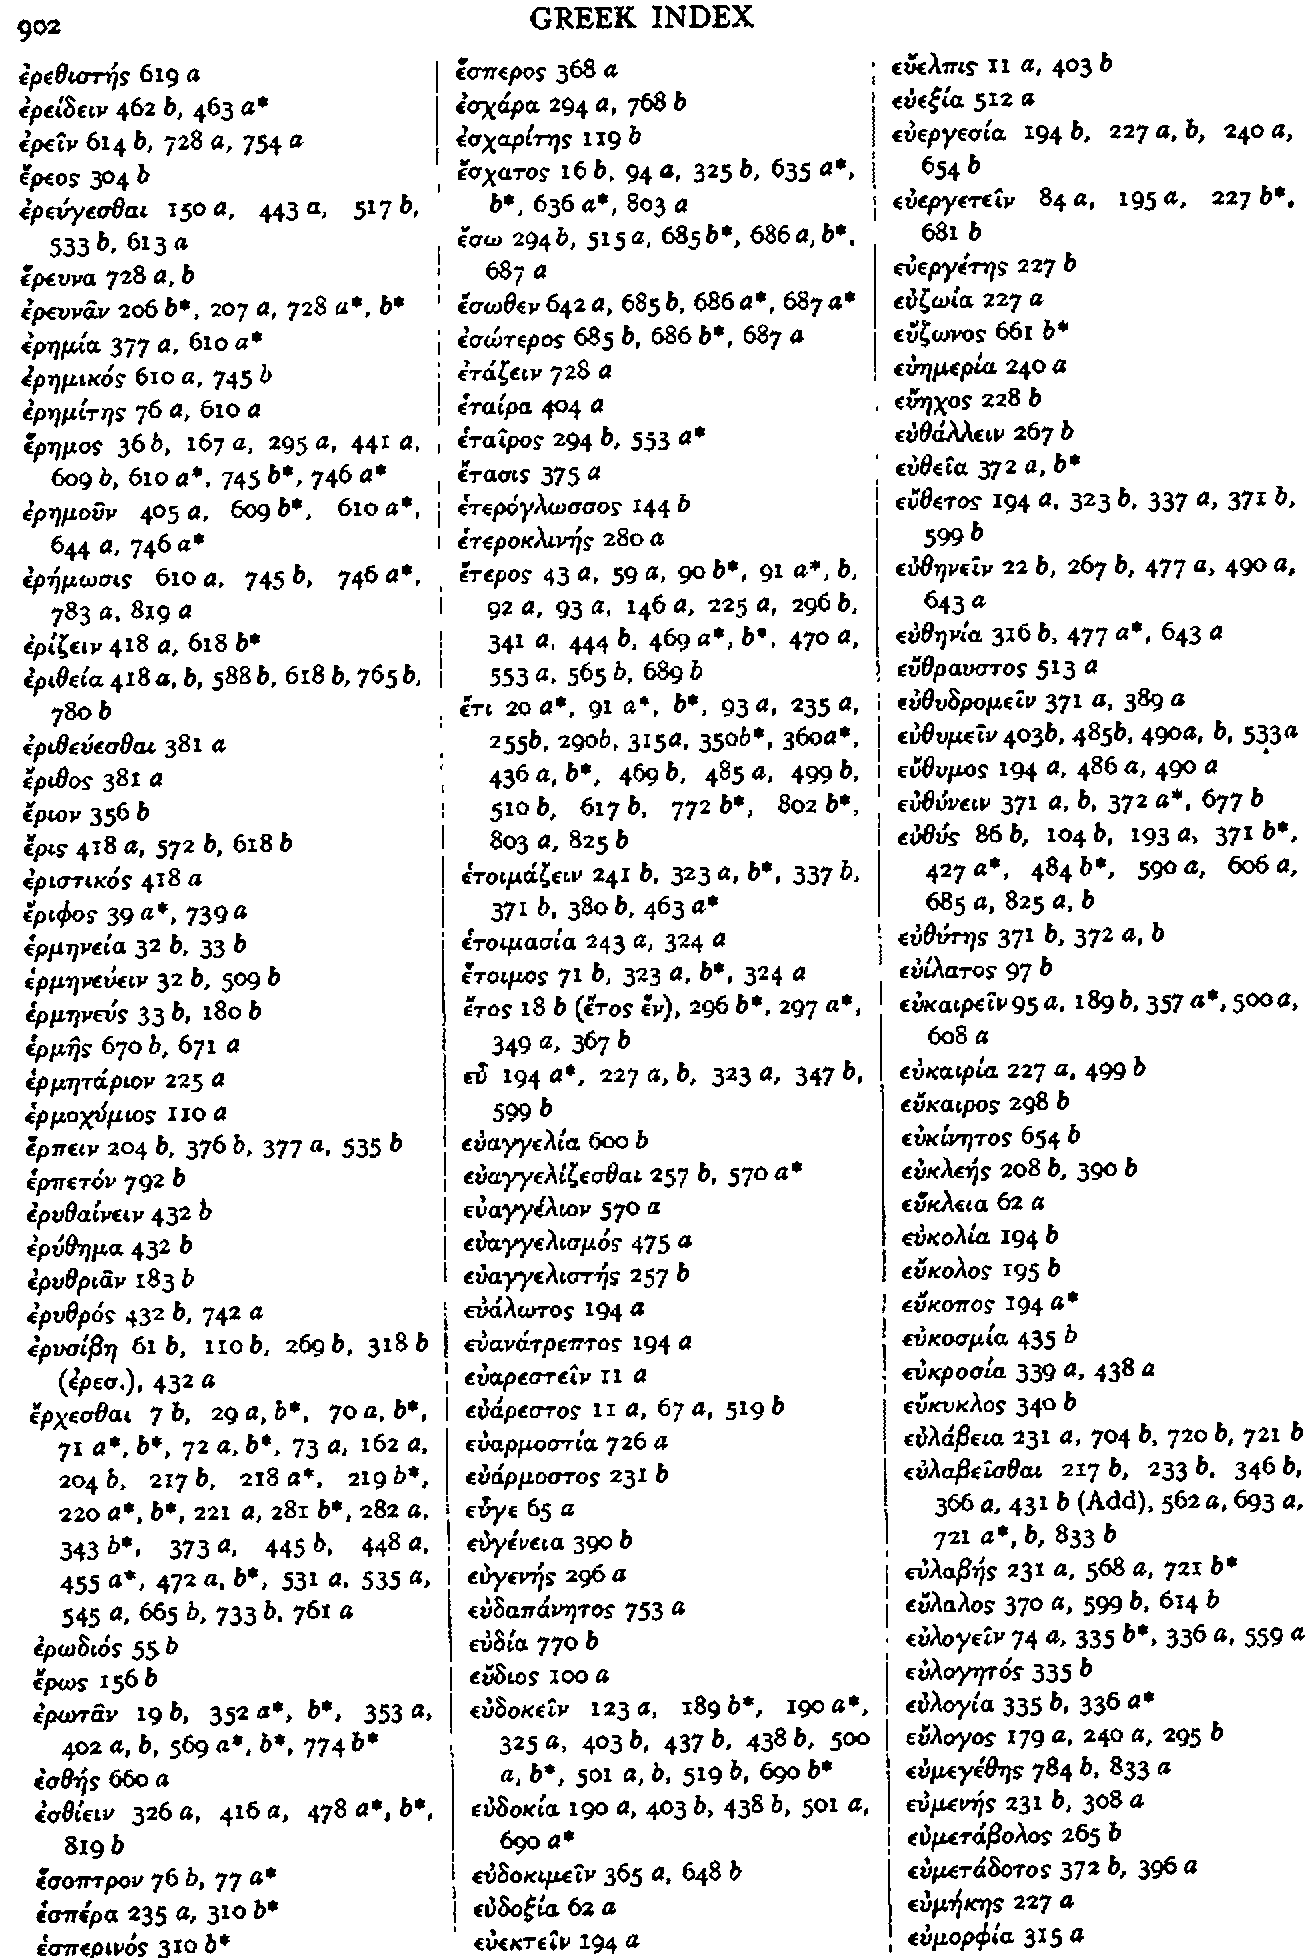 902
GREEK INDEX
ἐρεθιστής 619 a
ἐρείδειν 462 b, 463 a*
ἐρεῖν 614 b, 728 a, 754 a
ἔρεος 304 b
ἐρεύγεσθαι 150 a, 443 a, 517 b,
533 b, 613 a
ἔρευνα 728 a, b
ἐρευνᾶν 206 b*, 207 a, 728 a*, b*
ἐρημία 377 a, 610 a*
ἐρημικός 610 a, 745 b
ἐρημίτης 76 a, 610 a
ἔρημος 36 b, 167 a, 295 a, 441 a,
609 b, 610 a*, 745 b*, 746 a*
ἐρημοῦν 405 a, 609 b*, 610 a*,
644 a, 746 a*
ἐρήμωσις 610 a, 745 b, 746 a*,
783 a, 819 a
ἐρίζειν 418 a, 618 b*
ἐριθεία 418 a, b, 588 b, 618 b, 765 b,
780 b
ἐριθεύεσθαι 381 a
ἔριθος 381 a
ἔριον 356 b
ἔρις 418 a, 572 b, 618 b
ἐριστικός 418 a
ἔριφος 39 a*, 739 a
ἑρμηνεία 32 b, 33 b
ἑρμηνεύειν 32 b, 509 b
ἑρμηνεύς 33 b, 180 b
ἑρμῆς 670 b, 671 a
ἑρμητάριον 225 a
ἑρμοχύμιος 110 a
ἕρπειν 204 b, 376 b, 377 a, 535 b
ἑρπετόν 792 b
ἐρυθαίνειν 432 b
ἐρύθημα 432 b
ἐρυθριᾶν 183 b
ἐρυθρός 432 b, 742 a
ἐρυσίβη 61 b, 110 b, 269 b, 318 b
(ἐρεσ.), 432 a
ἔρχεσθαι 7 b, 29 a, b*, 70 a, b*,
71 a*, b*, 72 a, b*, 73 a, 162 a,
204 b, 217 b, 218 a*, 219 b*,
220 a*, b*, 221 a, 281 b*, 282 a,
343 b*, 373 a, 445 b, 448 a,
455 a*, 472 a, b*, 531 a, 535 a,
545 a, 665 b, 733 b, 761 a
ἐρωδιός 55 b
ἔρως 156 b
ἐρωτᾶν 19 b, 352 a*, b*, 353 a,
402 a, b, 569 a*, b*, 774 b*
ἐσθής 660 a
ἐσθίειν 326 a, 416 a, 478 a*, b*,
819 b
ἔσοπτρον 76 b, 77 a*
ἑσπέρα 235 a, 310 b*
ἑσπερινός 310 b*
ἕσπερος 368 a
ἐσχάρα 294 a, 768 b
ἐσχαρίτης 119 b
ἔσχατος 16 b, 94 a, 325 b, 635 a*,
b*, 636 a*, 803 a
ἔσω 294 b, 515 a, 685 b*, 686 a, b*,
687 a
ἔσωθεν 642 a, 685 b, 686 a*, 687 a*
ἐσώτερος 685 b, 686 b*, 687 a
ἐτάζειν 728 a
ἑταίρα 404 a
ἑταῖρος 294 b, 553 a*
ἔτασις 375 a
ἑτερόγλωσσος 144 b
ἑτεροκλινής 280 a
ἕτερος 43 a, 59 a, 90 b*, 91 a*, b,
92 a, 93 a, 146 a, 225 a, 296 b,
341 a, 444 b, 469 a*, b*, 470 a,
553 a, 565 b, 689 b
ἔτι 20 a*, 91 a*, b*, 93 a, 235 a,
255b, 290b, 315a, 350b*, 360a*,
436 a, b*, 469 b, 485 a, 499 b,
510 b, 617 b, 772 b*, 802 b*,
803 a, 825 b
ἑτοιμάζειν 241 b, 323 a, b*, 337 b,
371 b, 380 b, 463 a*
ἑτοιμασία 243 a, 324 a
ἕτοιμος 71 b, 323 a, b*, 324 a
ἔτος 18 b (ἔτος ἕν), 296 b*, 297 a*,
349 a, 367 b
εὖ 194 a*, 227 a, b, 323 a, 347 b,
599 b
εὐαγγελία 600 b
εὐαγγελίζεσθαι 257 b, 570 a*
εὐαγγέλιον 570 a
εὐαγγελισμός 475 a
εὐαγγελιστής 257 b
εὐάλωτος 194 a
εὐανάτρεπτος 194 a
εὐαρεστεῖν 11 a
εὐάρεστος 11 a, 67 a, 519 b
εὐαρμοστία 726 a
εὐάρμοστος 231 b
εὖγε 65 a
εὐγένεια 390 b
εὐγενής 296 a
εὐδαπάνητος 753 a
εὐδία 770 b
εὔδιος 100 a
εὐδοκεῖν 123 a, 189 b*, 190 a*,
325 a, 403 b, 437 b, 438 b, 500
a, b*, 501 a, b, 519 b, 690 b*
εὐδοκία 190 a, 403 b, 438 b, 501 a,
690 a*
εὐδοκιμεῖν 365 a, 648 b
εὐδοξία 62 a
εὐεκτεῖν 194 a
εὔελπις 11 a, 403 b
εὐεξία 512 a
εὐεργεσία 194 b, 227 a, b, 240 a,
654 b
εὐεργετεῖν 84 a, 195 a, 227 b*,
681 b
εὐεργέτης 227 b
εὐζωία 227 a
εὔζωνος 661 b*
εὐημερία 240 a
εὔηχος 228 b
εὐθάλλειν 267 b
εὐθεῖα 372 a, b*
εὔθετος 194 a, 323 b, 337 a, 371 b,
599 b
εὐθηνεῖν 22 b, 267 b, 477 a, 490 a,
643 a
εὐθηνία 316 b, 477 a*, 643 a
εὔθραυστος 513 a
εὐθυδρομεῖν 371 a, 389 a
εὐθυμεῖν 403b, 485b, 490a, b, 533a
εὔθυμος 194 a, 486 a, 490 a
εὐθύνειν 371 a, b, 372 a*, 677 b
εὐθύς 86 b, 104 b, 193 a, 371 b*,
427 a*, 484 b*, 590 a, 606 a,
685 a, 825 a, b
εὐθύτης 371 b, 372 a, b
εὐίλατος 97 b
εὐκαιρεῖν 95 a, 189 b, 357 a*, 500 a,
608 a
εὐκαιρία 227 a, 499 b
εὔκαιρος 298 b
εὐκίνητος 654 b
εὐκλεής 208 b, 390 b
εὔκλεια 62 a
εὐκολία 194 b
εὔκολος 195 b
εὔκοπος 194 a*
εὐκοσμία 435 b
εὐκροσία 339 a, 438 a
εὔκυκλος 340 b
εὐλάβεια 231 a, 704 b, 720 b, 721 b
εὐλαβεῖσθαι 217 b, 233 b, 346 b,
366 a, 431 b (Add), 562 a, 693 a,
721 a*, b, 833 b
εὐλαβής 231 a, 568 a, 721 b*
εὔλαλος 370 a, 599 b, 614 b
εὐλογεῖν 74 a, 335 b*, 336 a, 559 a
εὐλογητός 335 b
εὐλογία 335 b, 336 a*
εὔλογος 179 a, 240 a, 295 b
εὐμεγέθης 784 b, 833 a
εὐμενής 231 b, 308 a
εὐμετάβολος 265 b
εὐμετάδοτος 372 b, 396 a
εὐμήκης 227 a
εὐμορφία 315 a